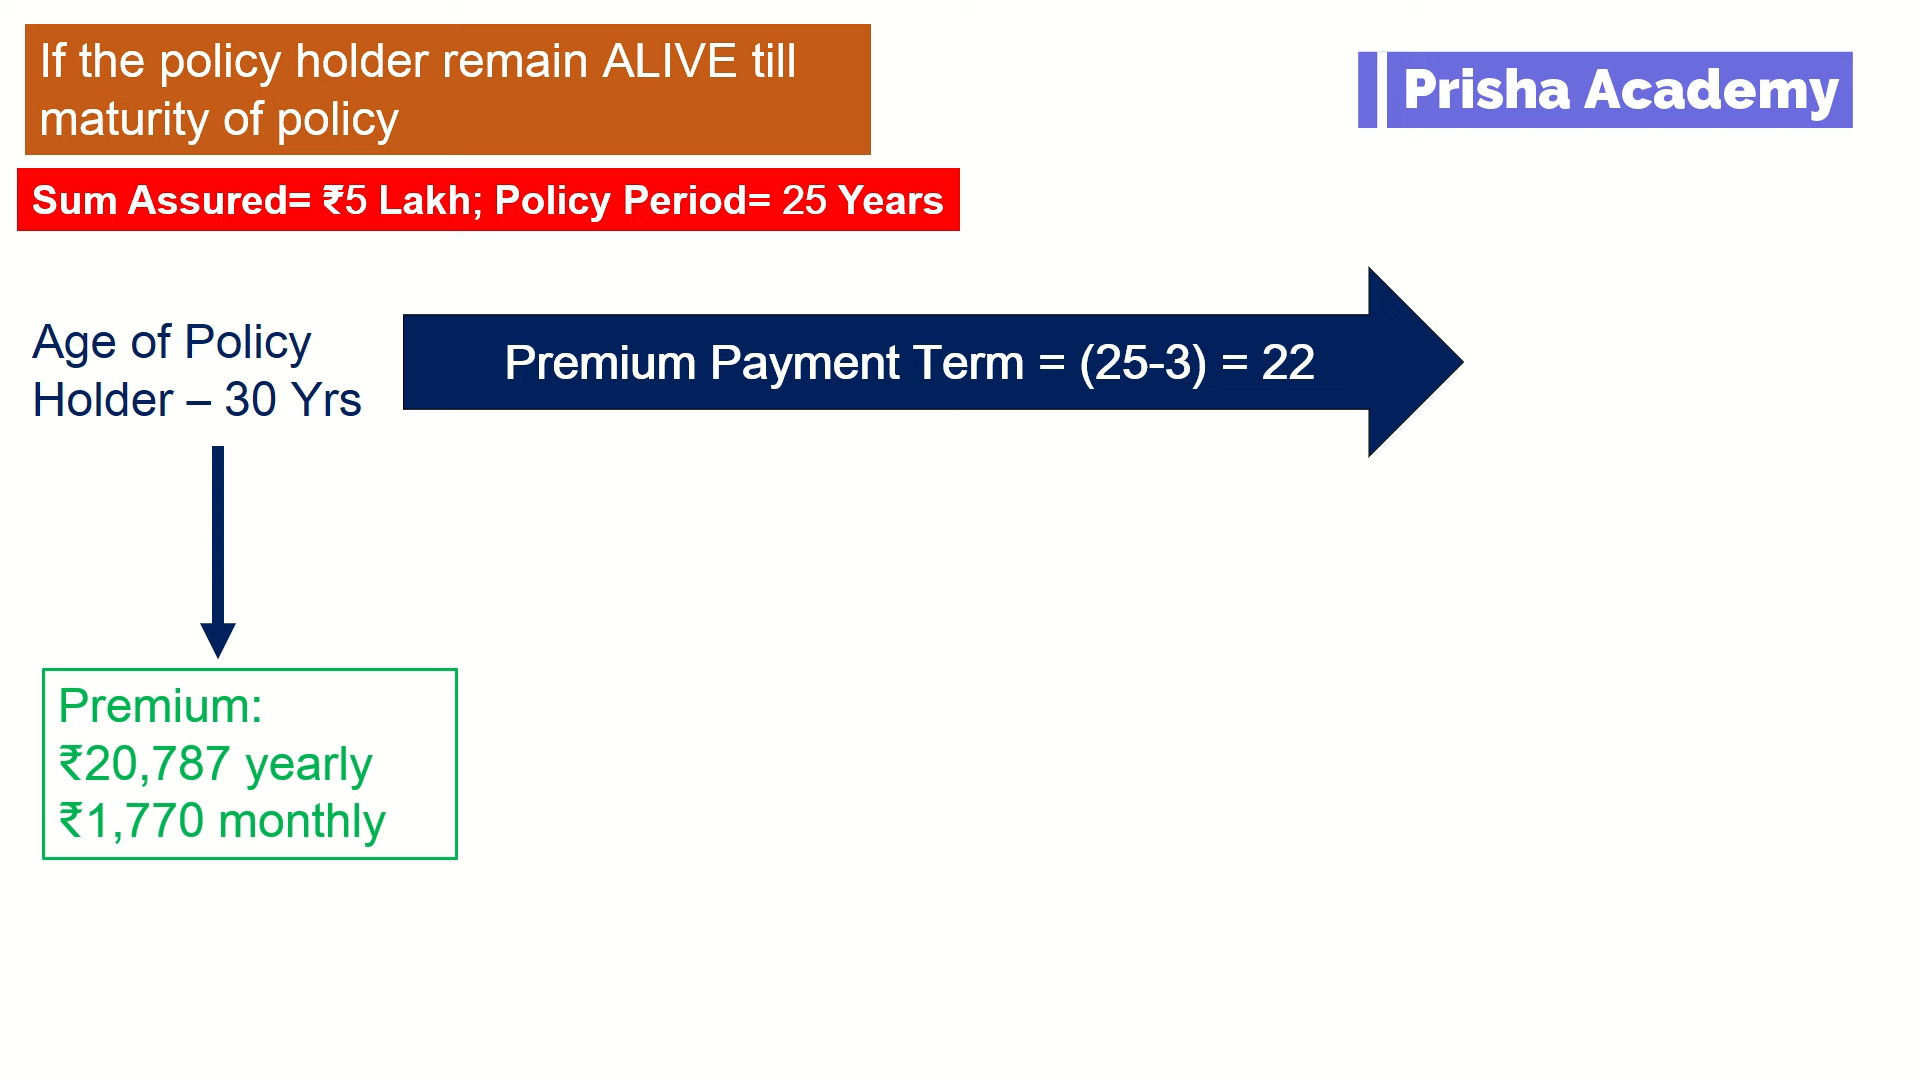 If the policy holder remain ALIVE till
maturity of policy
Prisha Academy
Sum Assured= ₹5 Lakh; Policy Period= 25 Years
Age of Policy
Holder – 30 Yrs
Premium Payment Term = (25-3) = 22
Premium:
₹20,787 yearly
₹1,770 monthly